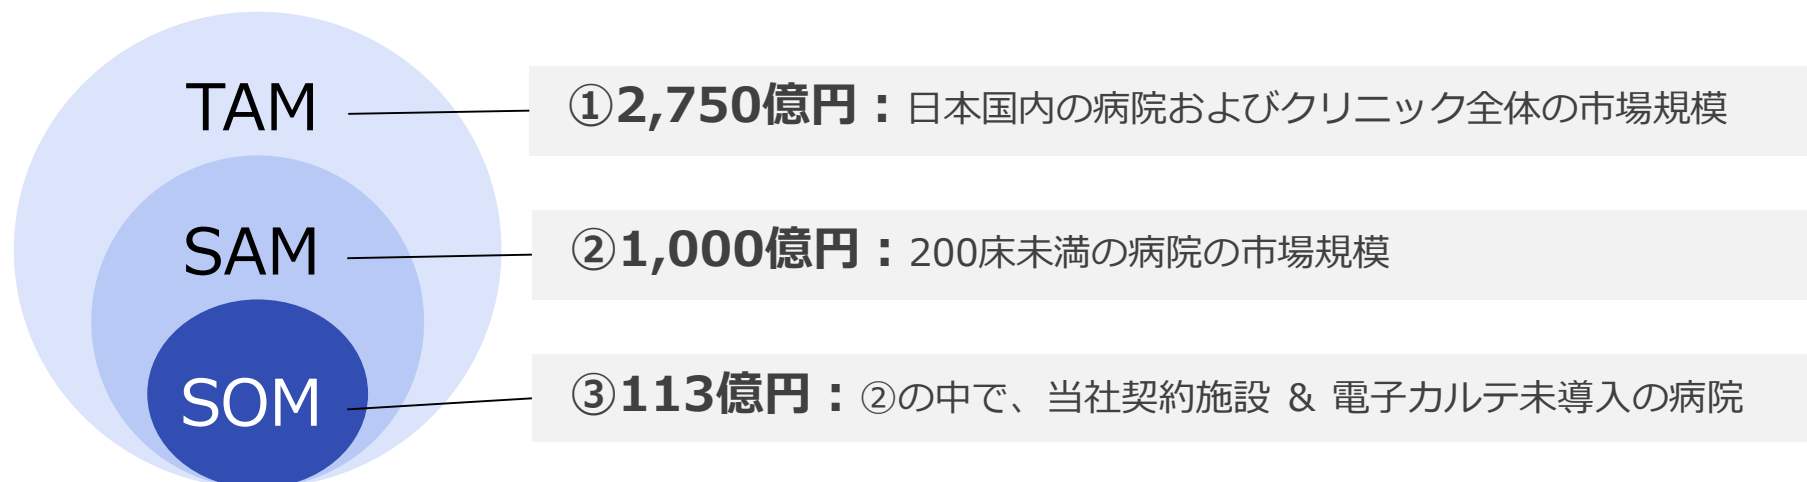 TAM
①2,750億円：日本国内の病院およびクリニック全体の市場規模
SAM
②1,000億円：200床未満の病院の市場規模
SOM
③113億円：②の中で、当社契約施設 & 電子カルテ未導入の病院